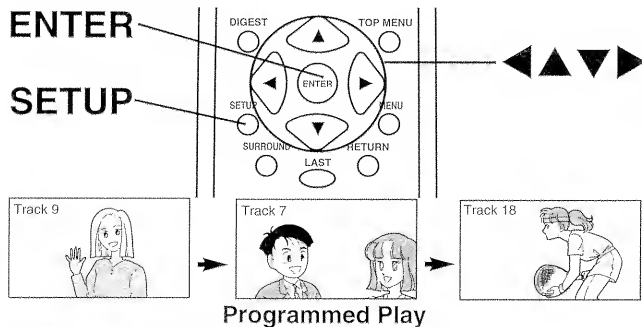 DIGEST
TOP MENU
ENTER
ENTER
SETUP
SETUP
MENU
SURROUND
RETURN
LAST
Track 9
Track 7
Track 18
Programmed Play